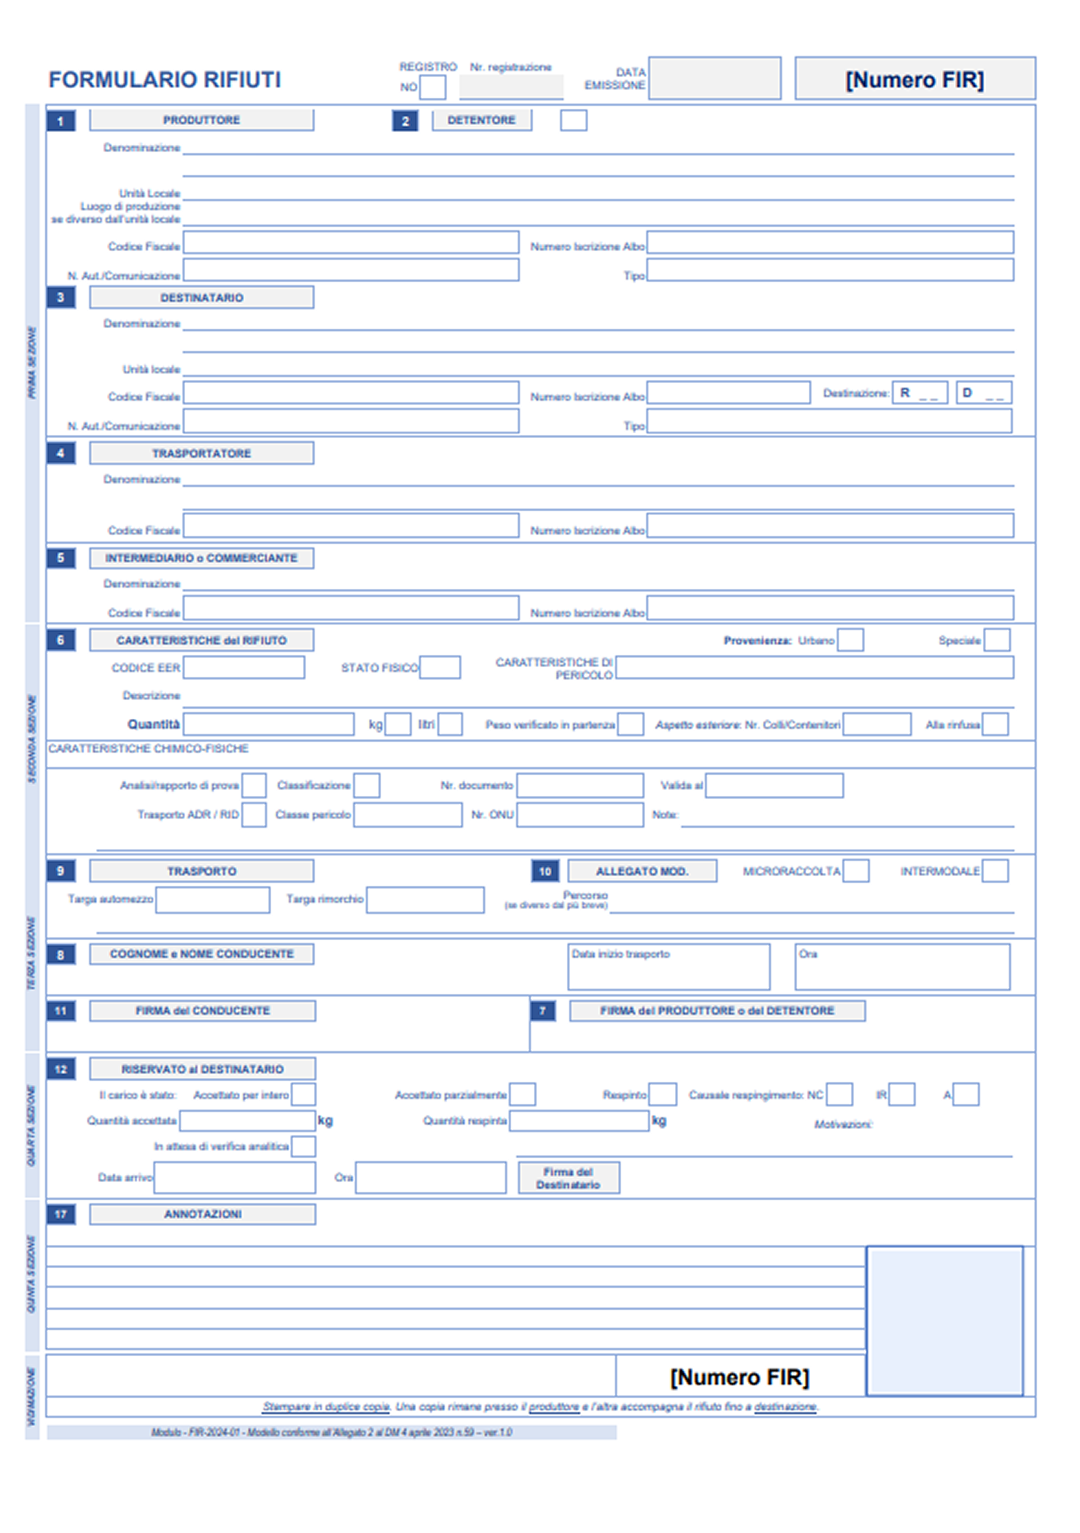 FORMULARIO RIFIUTI REGISTRO NO Nr. registrazione DATA EMISSIONE [Numero FIR]
PRIMA SEZIONE
1 PRODUTTORE 2 DETENTORE
Denominazione
Unità Locale
Luogo di produzione
se diverso dall'unità locale
Codice Fiscale Numero Iscrizione Albo
N. Aut./Comunicazione Tipo
3 DESTINATARIO
Denominazione
Unità locale
Codice Fiscale Numero Iscrizione Albo Destinazione: R _ _ D _ _
N. Aut./Comunicazione Tipo
4 TRASPORTATORE
Denominazione
Codice Fiscale Numero Iscrizione Albo
5 INTERMEDIARIO o COMMERCIANTE
Denominazione
Codice Fiscale Numero Iscrizione Albo
SECONDA SEZIONE
6 CARATTERISTICHE del RIFIUTO Provenienza: Urbano Speciale
CODICE EER STATO FISICO CARATTERISTICHE DI PERICOLO
Descrizione
Quantità kg litri Peso verificato in partenza Aspetto esteriore: Nr. Colli/Contenitori Alla rinfusa
CARATTERISTICHE CHIMICO-FISICHE
Analisi/rapporto di prova Classificazione Nr. documento Valida al
Trasporto ADR / RID Classe pericolo Nr. ONU Note:
TERZA SEZIONE
9 TRASPORTO 10 ALLEGATO MOD. MICRORACCOLTA INTERMODALE
Targa automezzo Targa rimorchio Percorso
(se diverso dal più breve)
8 COGNOME e NOME CONDUCENTE Data inizio trasporto Ora
11 FIRMA del CONDUCENTE 7 FIRMA del PRODUTTORE o del DETENTORE
QUARTA SEZIONE
12 RISERVATO al DESTINATARIO
Il carico è stato: Accettato per intero Accettato parzialmente Respinto Causale respingimento: NC IR A
Quantità accettata kg Quantità respinta kg Motivazioni:
In attesa di verifica analitica
Data arrivo Ora Firma del Destinatario
QUINTA SEZIONE
17 ANNOTAZIONI
VIDIMAZIONE
[Numero FIR]
Stampare in duplice copia. Una copia rimane presso il produttore e l'altra accompagna il rifiuto fino a destinazione.
Modulo - FIR-2024-01 - Modello conforme all'Allegato 2 al DM 4 aprile 2023 n.59 – ver.1.0